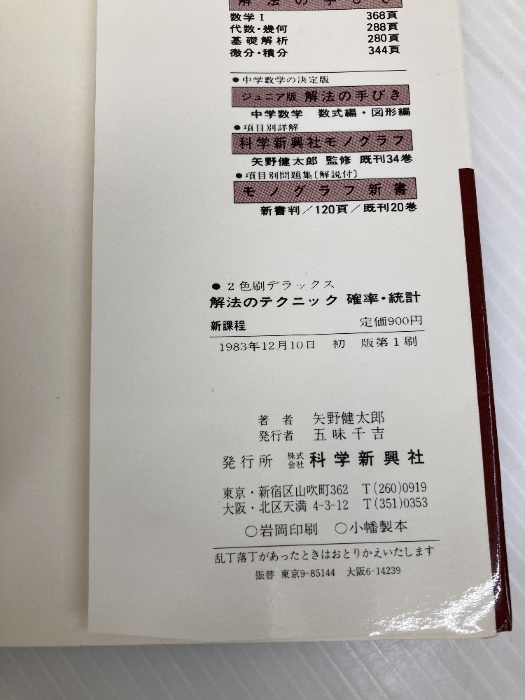 解法の手びき
数学Ⅰ 368頁
代数・幾何 288頁
基礎解析 280頁
微分・積分 344頁
●中学数学の決定版
ジュニア版 解法の手びき
中学数学 数式編・図形編
●項目別詳解
科学新興社モノグラフ
矢野健太郎 監修 既刊34巻
●項目別問題集〔解説付〕
モノグラフ新書
新書判/120頁/既刊20巻
●2色刷デラックス
解法のテクニック 確率・統計
新課程 定価900円
1983年12月10日 初 版第1刷
著者 矢野健太郎
発行者 五味千吉
発行所 株式会社 科学新興社
東京・新宿区山吹町362 T(260)0919
大阪・北区天満4-3-12 T(351)0353
○岩岡印刷 ○小幡製本
乱丁落丁があったときはおとりかえいたします
振替 東京9-85144 大阪6-14239